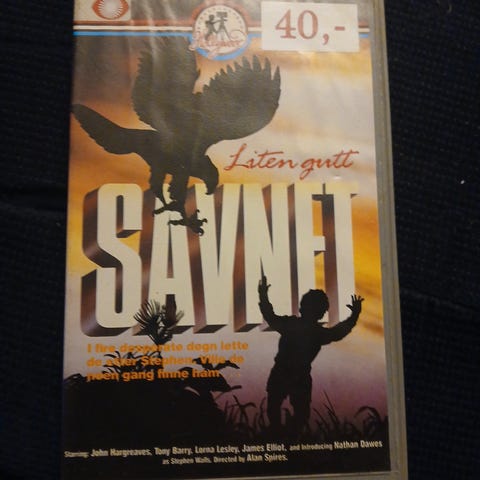 40,-
Liten gutt
SAVNET
I fire desperate døgn lette
de etter Stephen. Ville de
noen gang finne ham
Starring: John Hargreaves, Tony Barry, Lorna Lesley, James Elliot, and Introducing Nathan Dawes
as Stephen Walls. Directed by Alan Spires.